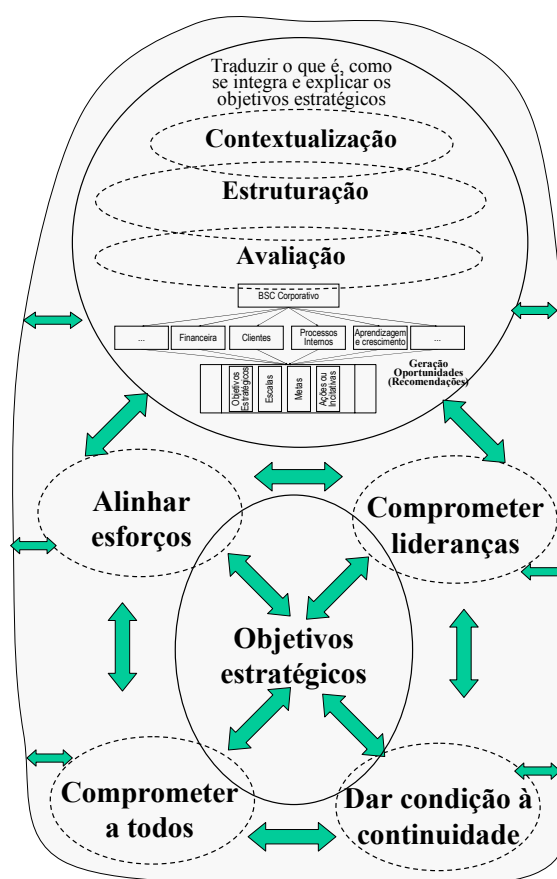 Traduzir o que é, como
se integra e explicar os
objetivos estratégicos
Contextualização
Estruturação
Avaliação
BSC Corporativo
...
Financeira
Clientes
Processos
Internos
Aprendizagem
e crescimento
...
Objetivos
Estratégicos
Escalas
Metas
Ações ou
Incitativas
Geração
Oportunidades
(Recomendações)
Alinhar
esforços
Comprometer
lideranças
Objetivos
estratégicos
Comprometer
a todos
Dar condição à
continuidade